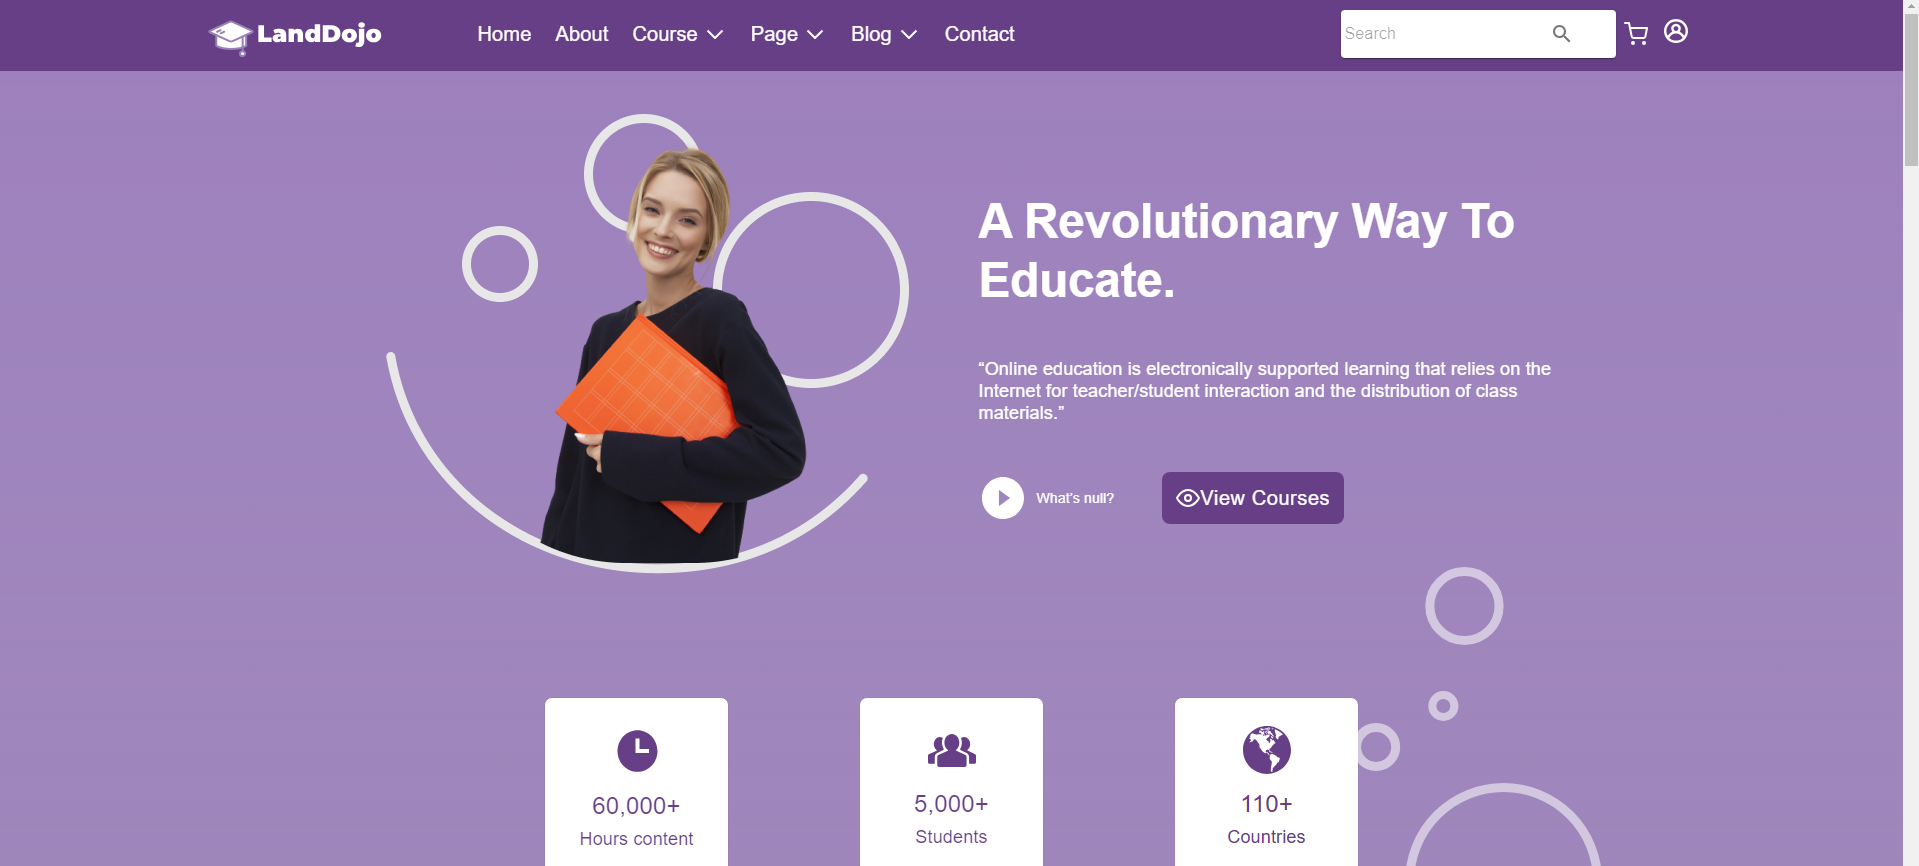 LandDojo
Home About Course Page Blog Contact
Search
A Revolutionary Way To
Educate.
“Online education is electronically supported learning that relies on the
Internet for teacher/student interaction and the distribution of class
materials.”
What's null?
View Courses
60,000+
Hours content
5,000+
Students
110+
Countries